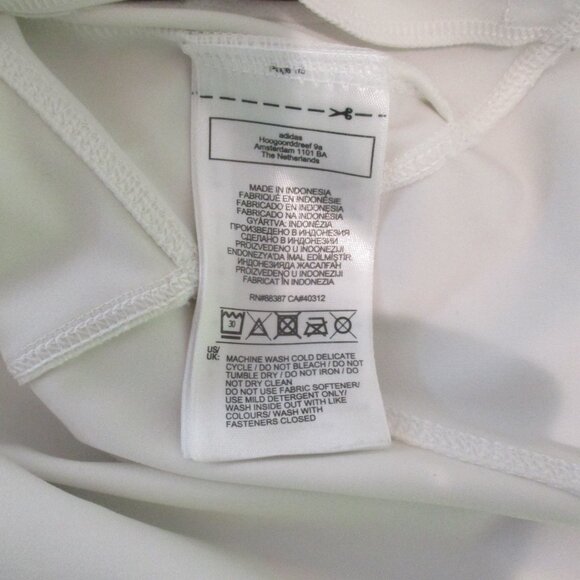 adidas
Hoogoorddreef 9a
Amsterdam 1101 BA
The Netherlands
MADE IN INDONESIA
FABRIQUÉ EN INDONÉSIE
FABRICADO EN INDONESIA
FABRICADO NA INDONÉSIA
GYÁRTVA: INDONÉZIA
ПРОИЗВЕДЕНО В ИНДОНЕЗИИ
СДЕЛАНО В ИНДОНЕЗИИ
PROIZVEDENO U INDONEZIJI
ENDONEZYA'DA İMAL EDİLMİŞTİR
ИНДОНЕЗИЯДА ЖАСАЛҒАН
PROIZVEDENO U INDONEZIJI
FABRICAT ÎN INDONEZIA
RN#88387 CA#40312
30
US/
UK: MACHINE WASH COLD DELICATE
CYCLE / DO NOT BLEACH / DO NOT
TUMBLE DRY / DO NOT IRON / DO
NOT DRY CLEAN
DO NOT USE FABRIC SOFTENER/
USE MILD DETERGENT ONLY/
WASH INSIDE OUT WITH LIKE
COLOURS/ WASH WITH
FASTENERS CLOSED